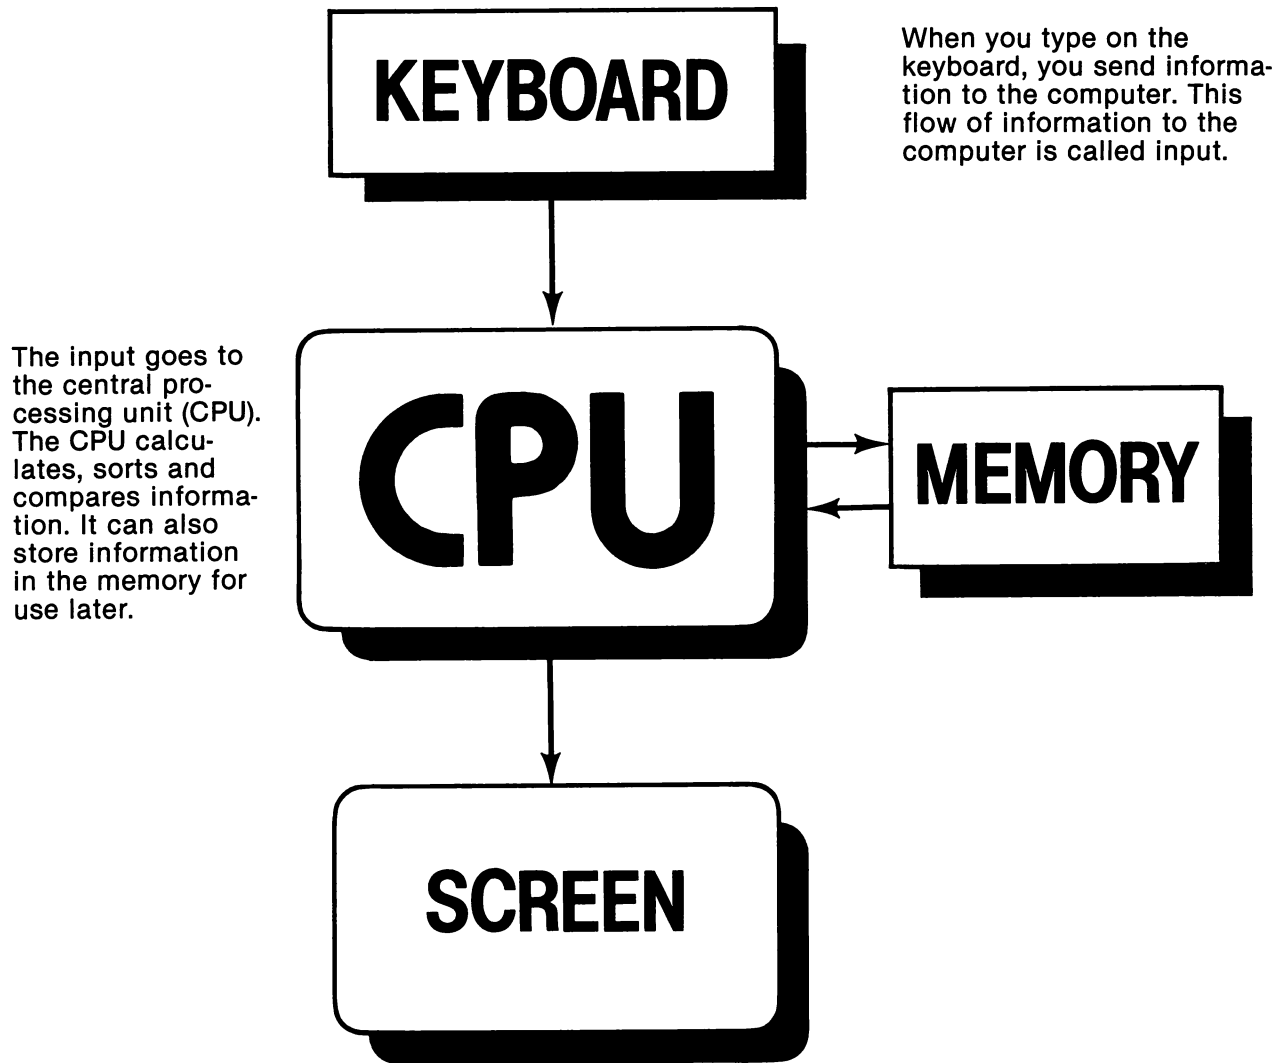 KEYBOARD
When you type on the
keyboard, you send informa-
tion to the computer. This
flow of information to the
computer is called input.
The input goes to
the central pro-
cessing unit (CPU).
The CPU calcu-
lates, sorts and
compares informa-
tion. It can also
store information
in the memory for
use later.
CPU
MEMORY
SCREEN